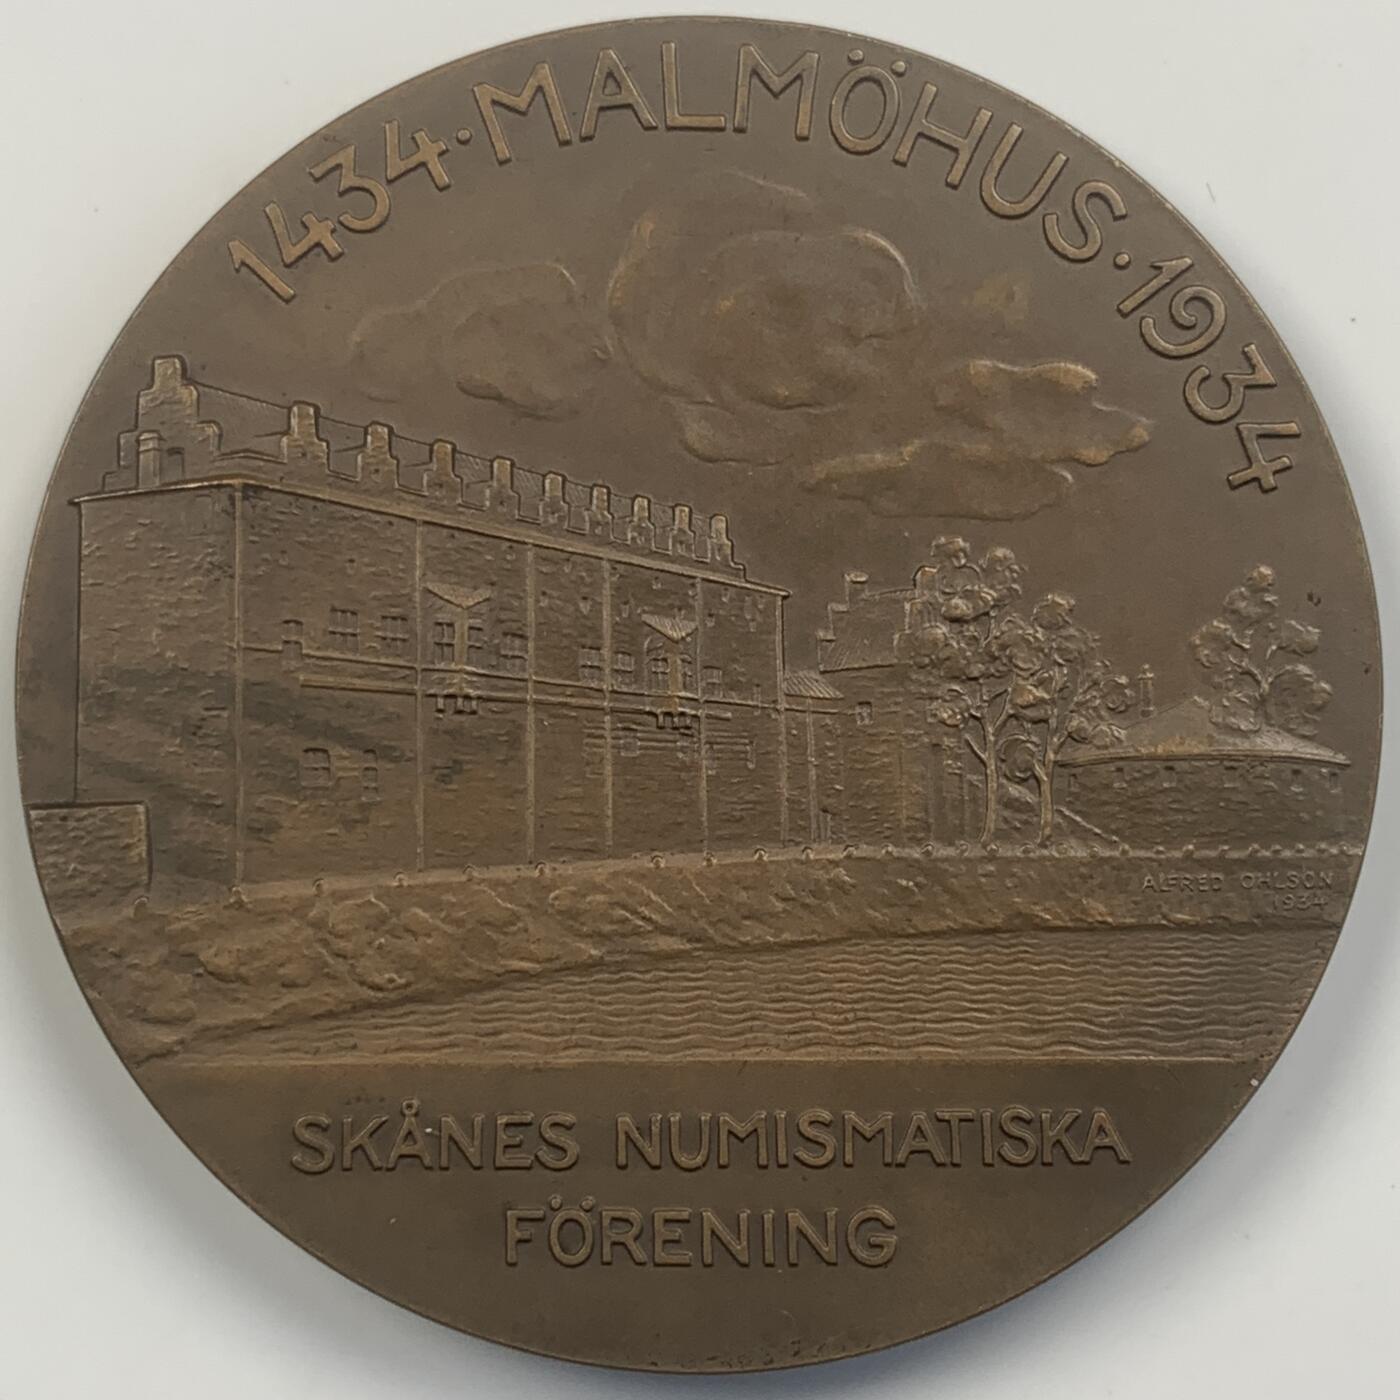 1434·MALMÖHUS·1934
ALFRED OHLSON
1934
SKÅNES NUMISMATISKA
FÖRENING